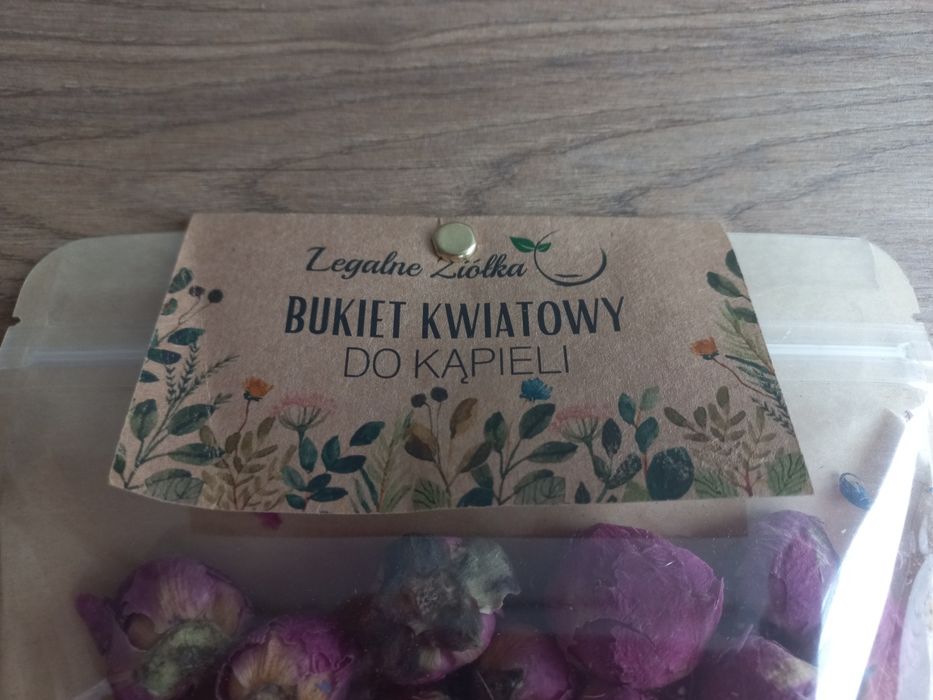 Legalne Ziółka
BUKIET KWIATOWY
DO KĄPIELI